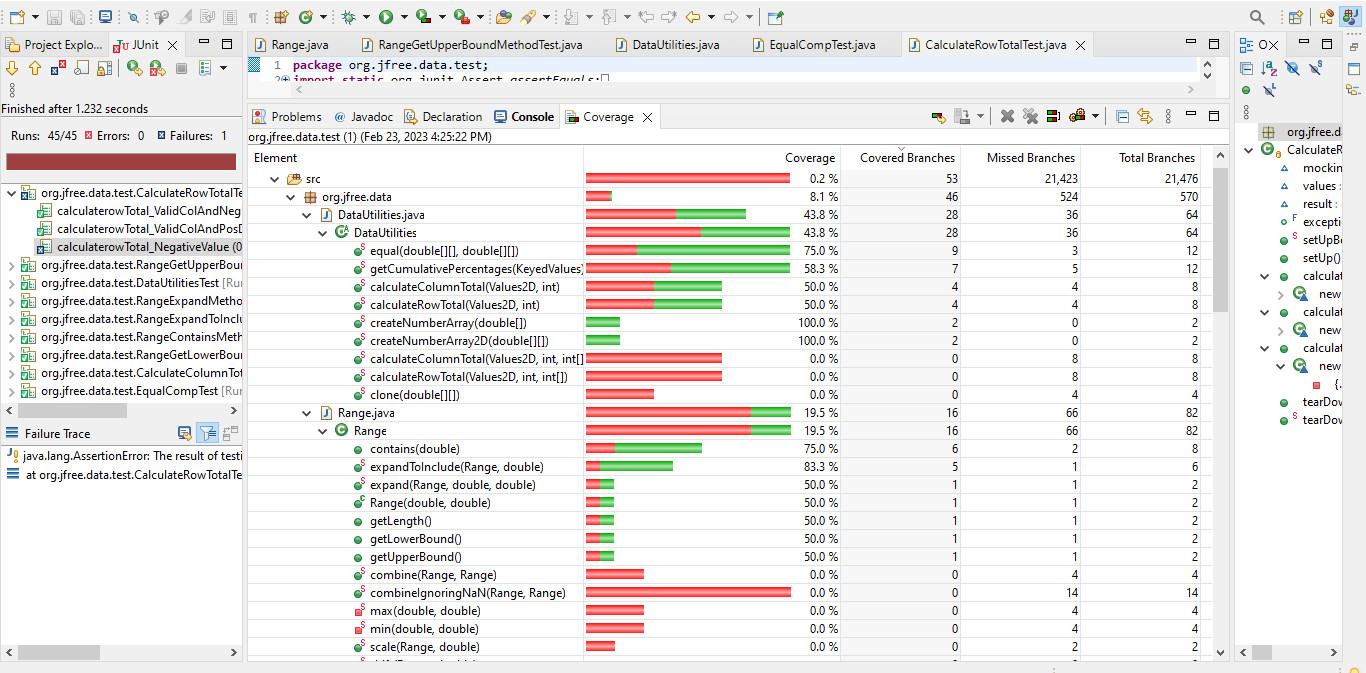 Project Explo...
JUnit
Finished after 1.232 seconds
Runs: 45/45 Errors: 0 Failures: 1
org.jfree.data.test.CalculateRowTotalTe
calculaterowTotal_ValidColAndNeg
calculaterowTotal_ValidColAndPosD
calculaterowTotal_NegativeValue (0
org.jfree.data.test.RangeGetUpperBour
org.jfree.data.test.DataUtilitiesTest [Run
org.jfree.data.test.RangeExpandMetho
org.jfree.data.test.RangeExpandToInclu
org.jfree.data.test.RangeContainsMeth
org.jfree.data.test.RangeGetLowerBour
org.jfree.data.test.CalculateColumnTot
org.jfree.data.test.EqualCompTest [Run
Failure Trace
java.lang.AssertionError: The result of testi
at org.jfree.data.test.CalculateRowTotalTe
Range.java RangeGetUpperBoundMethodTest.java DataUtilities.java EqualCompTest.java CalculateRowTotalTest.java
1 package org.jfree.data.test;
2 import static org.junit.Assert.assertEquals;
Problems @ Javadoc Declaration Console Coverage
org.jfree.data.test (1) (Feb 23, 2023 4:25:22 PM)
Element Coverage Covered Branches Missed Branches Total Branches
src 0.2 % 53 21,423 21,476
org.jfree.data 8.1 % 46 524 570
DataUtilities.java 43.8 % 28 36 64
DataUtilities 43.8 % 28 36 64
equal(double[][], double[][]) 75.0 % 9 3 12
getCumulativePercentages(KeyedValues) 58.3 % 7 5 12
calculateColumnTotal(Values2D, int) 50.0 % 4 4 8
calculateRowTotal(Values2D, int) 50.0 % 4 4 8
createNumberArray(double[]) 100.0 % 2 0 2
createNumberArray2D(double[][]) 100.0 % 2 0 2
calculateColumnTotal(Values2D, int, int[] 0.0 % 0 8 8
calculateRowTotal(Values2D, int, int[]) 0.0 % 0 8 8
clone(double[][]) 0.0 % 0 4 4
Range.java 19.5 % 16 66 82
Range 19.5 % 16 66 82
contains(double) 75.0 % 6 2 8
expandToInclude(Range, double) 83.3 % 5 1 6
expand(Range, double, double) 50.0 % 1 1 2
Range(double, double) 50.0 % 1 1 2
getLength() 50.0 % 1 1 2
getLowerBound() 50.0 % 1 1 2
getUpperBound() 50.0 % 1 1 2
combine(Range, Range) 0.0 % 0 4 4
combineIgnoringNaN(Range, Range) 0.0 % 0 14 14
max(double, double) 0.0 % 0 4 4
min(double, double) 0.0 % 0 4 4
scale(Range, double) 0.0 % 0 2 2
O
org.jfree.da
CalculateR
mockin
values :
result :
exceptio
setUpBe
setUp()
calculat
new
calculat
new
calculat
new
{.
tearDow
tearDow